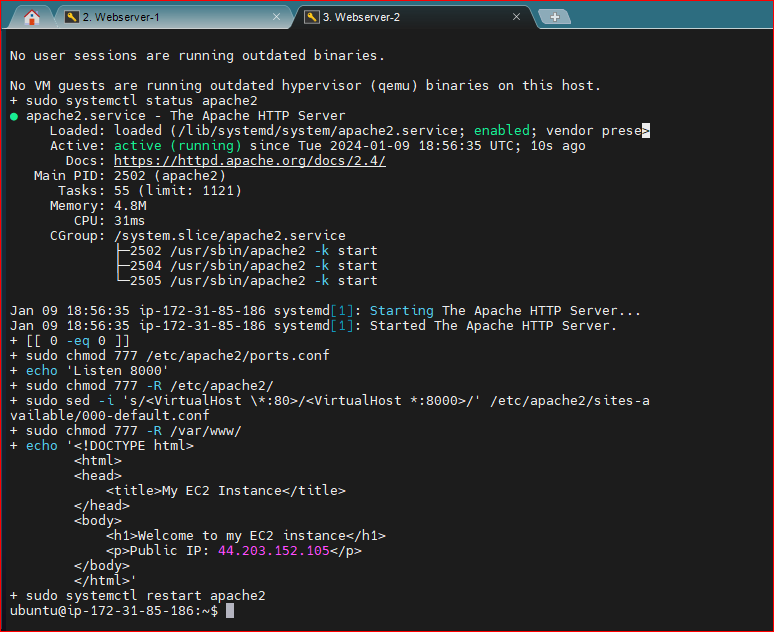 2. Webserver-1
3. Webserver-2
No user sessions are running outdated binaries.
No VM guests are running outdated hypervisor (qemu) binaries on this host.
+ sudo systemctl status apache2
● apache2.service - The Apache HTTP Server
Loaded: loaded (/lib/systemd/system/apache2.service; enabled; vendor prese>
Active: active (running) since Tue 2024-01-09 18:56:35 UTC; 10s ago
Docs: https://httpd.apache.org/docs/2.4/
Main PID: 2502 (apache2)
Tasks: 55 (limit: 1121)
Memory: 4.8M
CPU: 31ms
CGroup: /system.slice/apache2.service
├─2502 /usr/sbin/apache2 -k start
├─2504 /usr/sbin/apache2 -k start
└─2505 /usr/sbin/apache2 -k start
Jan 09 18:56:35 ip-172-31-85-186 systemd[1]: Starting The Apache HTTP Server...
Jan 09 18:56:35 ip-172-31-85-186 systemd[1]: Started The Apache HTTP Server.
+ [[ 0 -eq 0 ]]
+ sudo chmod 777 /etc/apache2/ports.conf
+ echo 'Listen 8000'
+ sudo chmod 777 -R /etc/apache2/
+ sudo sed -i 's/<VirtualHost \*:80>/<VirtualHost *:8000>/' /etc/apache2/sites-a
vailable/000-default.conf
+ sudo chmod 777 -R /var/www/
+ echo '<!DOCTYPE html>
<html>
<head>
<title>My EC2 Instance</title>
</head>
<body>
<h1>Welcome to my EC2 instance</h1>
<p>Public IP: 44.203.152.105</p>
</body>
</html>'
+ sudo systemctl restart apache2
ubuntu@ip-172-31-85-186:~$